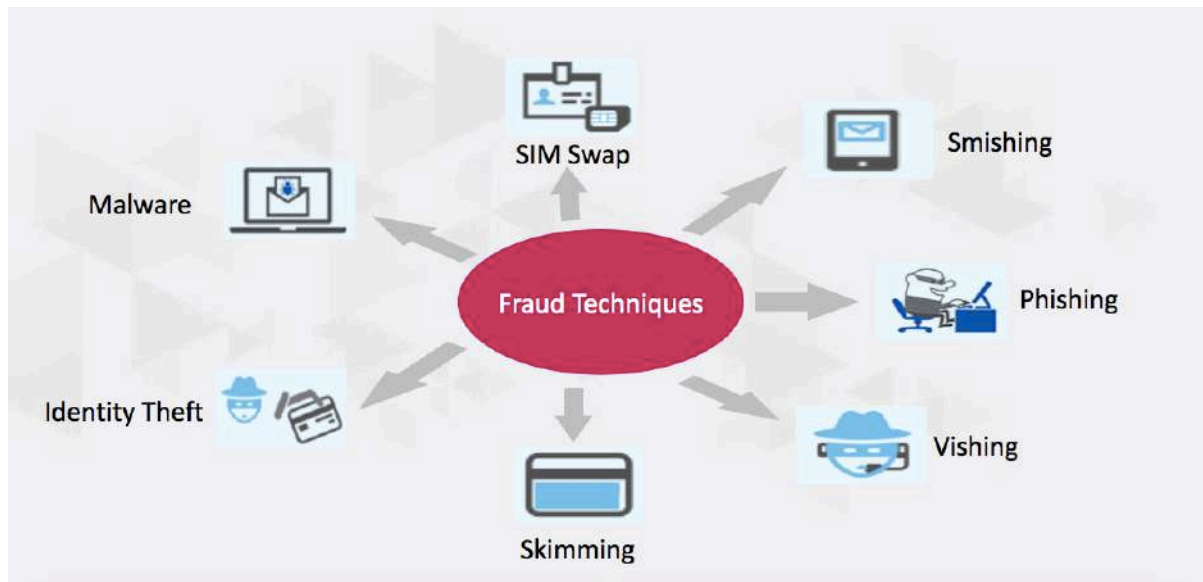 SIM Swap
Smishing
Malware
Phishing
Fraud Techniques
Identity Theft
Vishing
Skimming